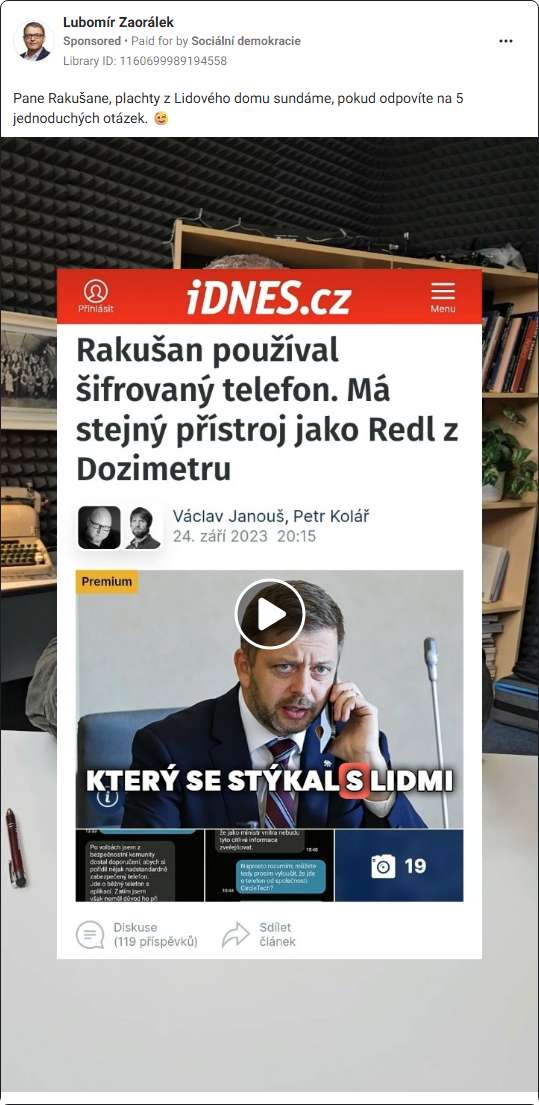 Lubomír Zaorálek
Sponsored • Paid for by Sociální demokracie
Library ID: 1160699989194558
Pane Rakušane, plachty z Lidového domu sundáme, pokud odpovíte na 5
jednoduchých otázek. 😉
Přihlásit
iDNES.cz
Menu
Rakušan používal
šifrovaný telefon. Má
stejný přístroj jako Redl z
Dozimetru
Václav Janouš, Petr Kolář
24. září 2023 20:15
Premium
KTERÝ SE STÝKAL S LIDMI
Po volbách jsem z
bezpečnostní komunity
dostal doporučení, abych si
pořídil nějak nadstandardně
zabezpečený telefon.
Jde o běžný telefon s
aplikací. Zatím jsem
však neměl důvod ho při
že jako ministr vnitra nebudu
tyto citlivé informace
zveřejňovat.
Naprosto rozumím, můžete
tedy prosím vyloučit, že jde
o telefon od společnosti
CircleTech?
19
Diskuse
(119 příspěvků)
Sdílet
článek